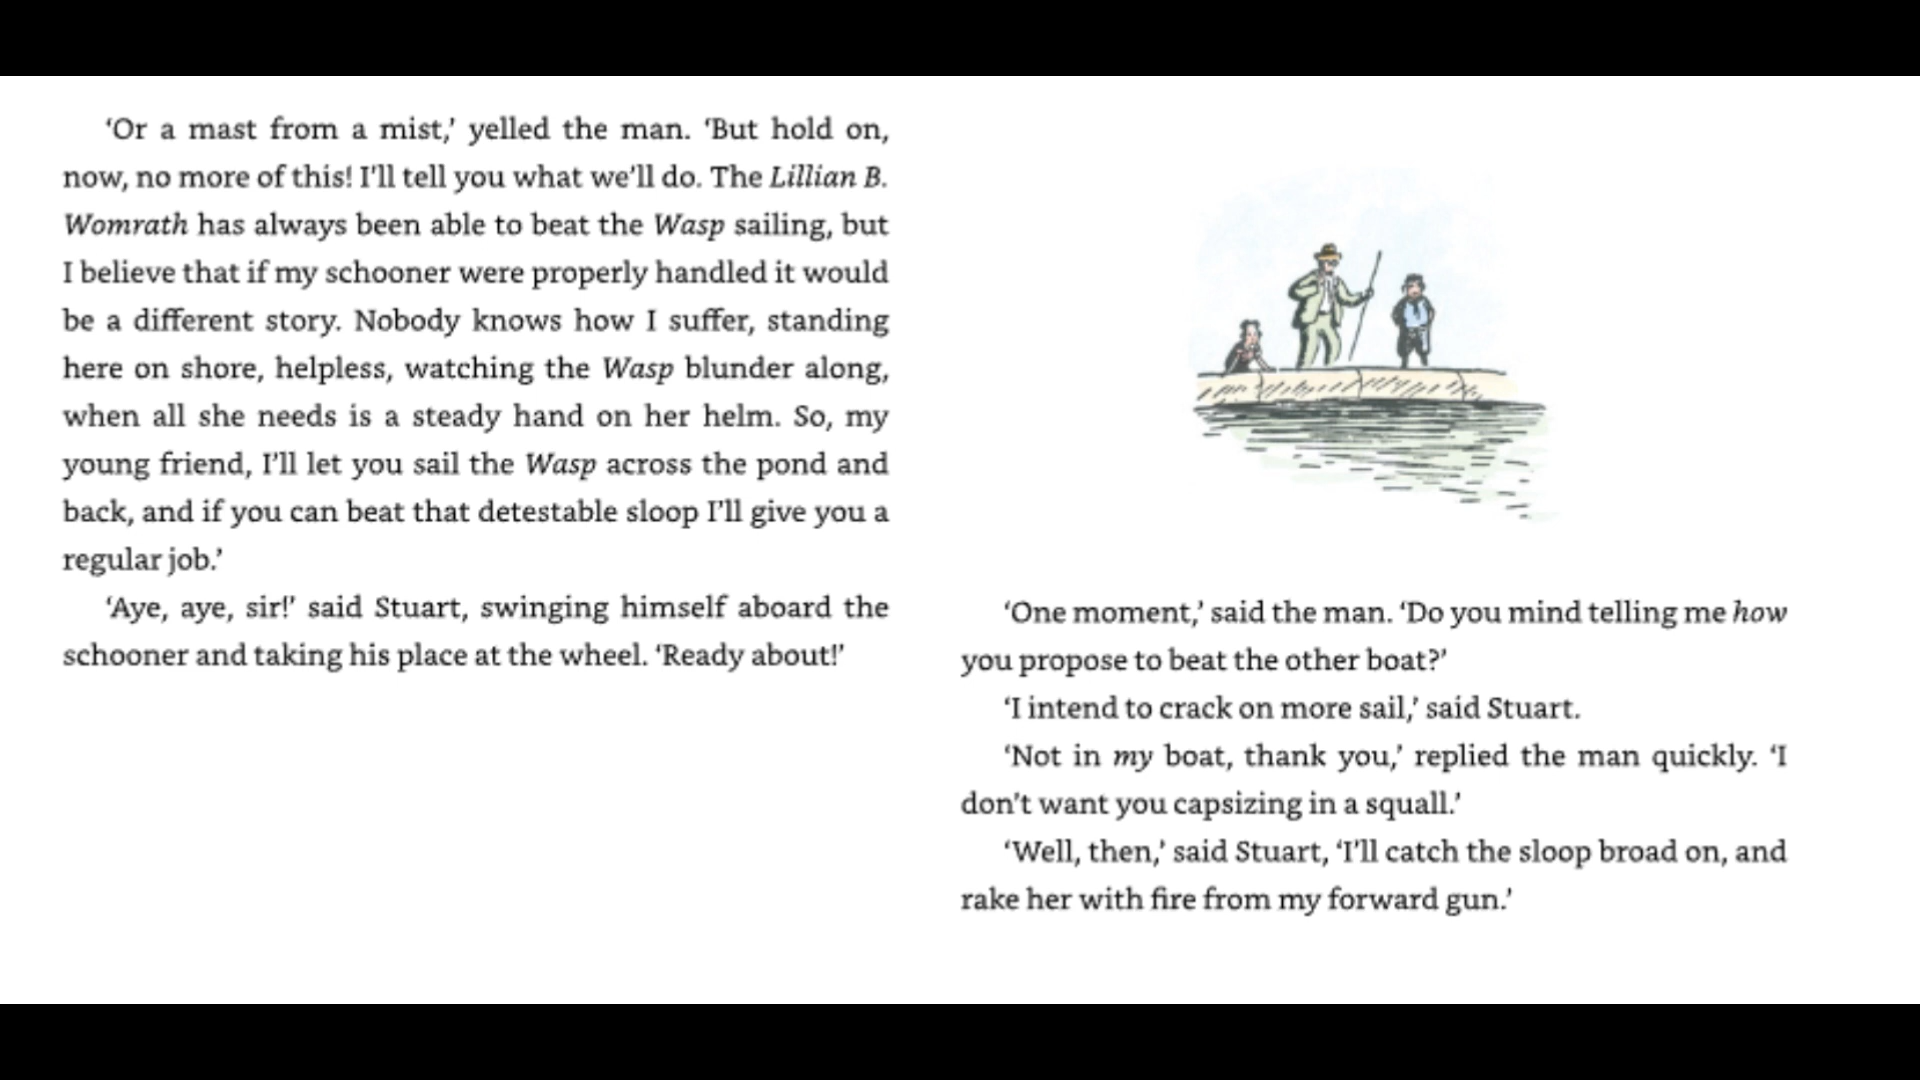 ‘Or a mast from a mist,’ yelled the man. ‘But hold on,
now, no more of this! I’ll tell you what we’ll do. The Lillian B.
Womrath has always been able to beat the Wasp sailing, but
I believe that if my schooner were properly handled it would
be a different story. Nobody knows how I suffer, standing
here on shore, helpless, watching the Wasp blunder along,
when all she needs is a steady hand on her helm. So, my
young friend, I’ll let you sail the Wasp across the pond and
back, and if you can beat that detestable sloop I’ll give you a
regular job.’
‘Aye, aye, sir!’ said Stuart, swinging himself aboard the
schooner and taking his place at the wheel. ‘Ready about!’
‘One moment,’ said the man. ‘Do you mind telling me how
you propose to beat the other boat?’
‘I intend to crack on more sail,’ said Stuart.
‘Not in my boat, thank you,’ replied the man quickly. ‘I
don’t want you capsizing in a squall.’
‘Well, then,’ said Stuart, ‘I’ll catch the sloop broad on, and
rake her with fire from my forward gun.’